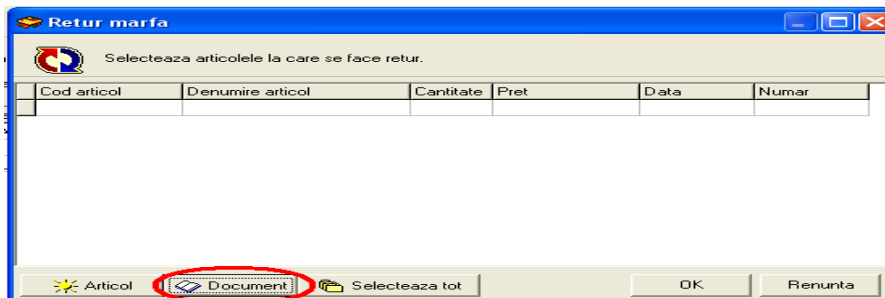 Retur marfa
Selecteaza articolele la care se face retur.
Cod articol Denumire articol Cantitate Pret Data Numar
Articol Document Selecteaza tot OK Renunta